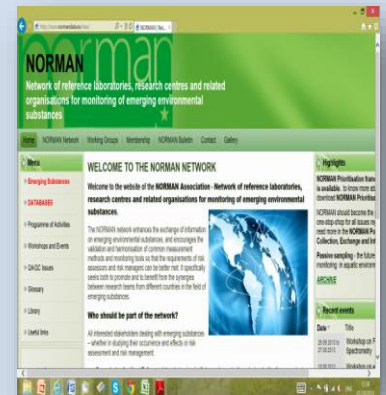 norman
NORMAN
Network of reference laboratories, research centres and related
organisations for monitoring of emerging environmental
substances
Home NORMAN Network Working Groups Membership NORMAN Bulletin Contact Gallery
Menu
Emerging Substances
DATABASES
Programme of Activities
Workshops and Events
QA/QC Issues
Glossary
Library
Useful links
WELCOME TO THE NORMAN NETWORK
Welcome to the website of the NORMAN Association - Network of reference laboratories,
research centres and related organisations for monitoring of emerging environmental
substances.
The NORMAN network enhances the exchange of information
on emerging environmental substances, and encourages the
validation and harmonisation of common measurement
methods and monitoring tools so that the requirements of risk
assessors and risk managers can be better met. It specifically
seeks both to promote and to benefit from the synergies
between research teams from different countries in the field of
emerging substances.
Who should be part of the network?
All interested stakeholders dealing with emerging substances
– whether in studying their occurrence and effects or risk
assessment and risk management:
Highlights
NORMAN Prioritisation fram
is available. to know more ab
download NORMAN Prioritisa
NORMAN should become the
one-stop-shop for all issues re
read more in the NORMAN Po
Collection, Exchange and Int
Passive sampling - the future
monitoring in aquatic environm
ARCHIVE
Recent events
Date Title
Workshop on P
Spectrometry